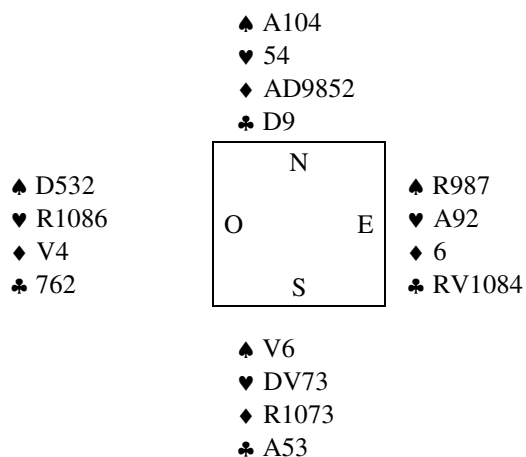 ♠ A104
♥ 54
♦ AD9852
♣ D9
N
♠ D532
♥ R1086
♦ V4
♣ 762
O
E
♠ R987
♥ A92
♦ 6
♣ RV1084
S
♠ V6
♥ DV73
♦ R1073
♣ A53